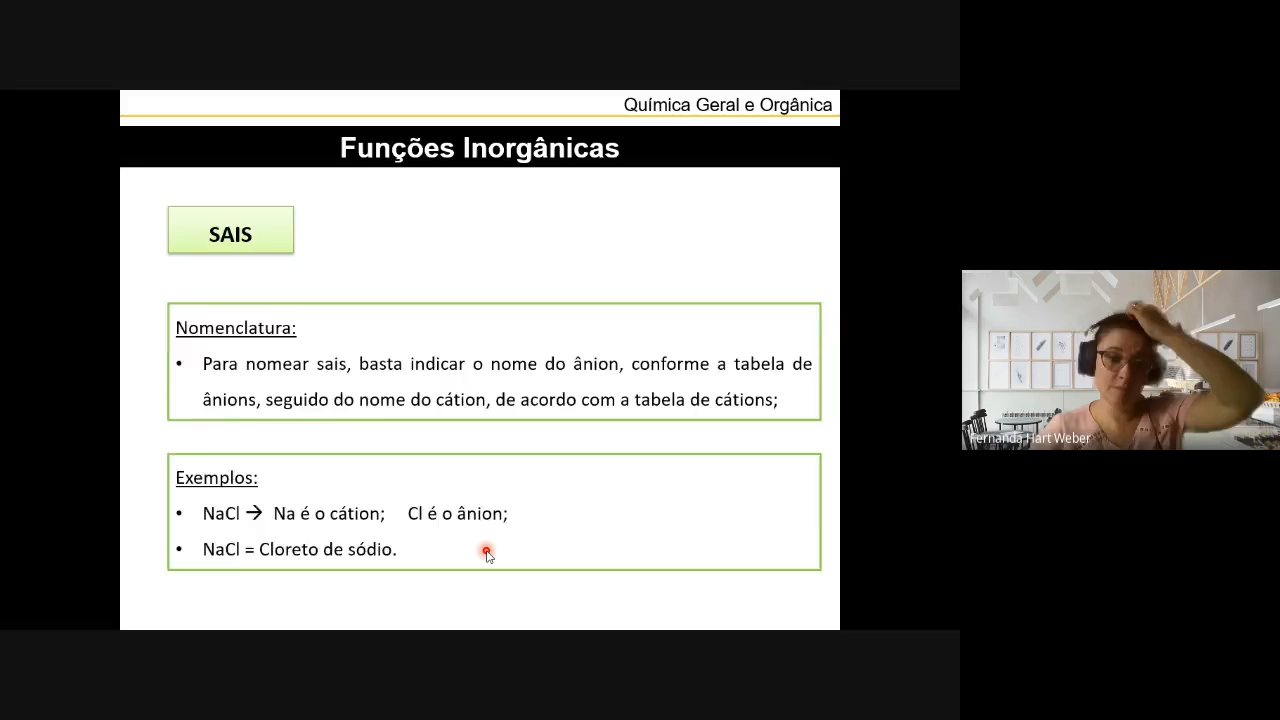 Química Geral e Orgânica
Funções Inorgânicas
SAIS
Nomenclatura:
• Para nomear sais, basta indicar o nome do ânion, conforme a tabela de
ânions, seguido do nome do cátion, de acordo com a tabela de cátions;
Exemplos:
• NaCl → Na é o cátion; Cl é o ânion;
• NaCl = Cloreto de sódio.
Fernanda Hart Weber